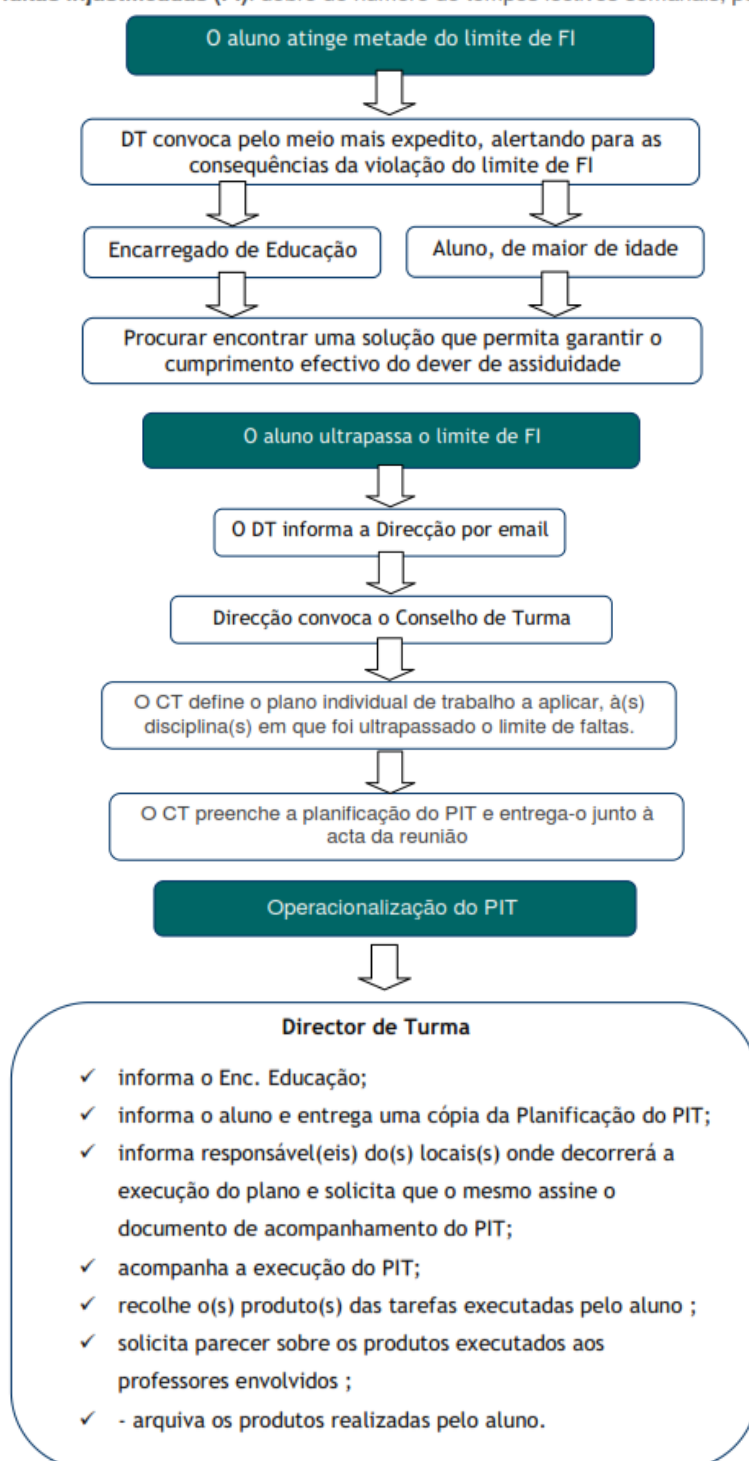 O aluno atinge metade do limite de FI
DT convoca pelo meio mais expedito, alertando para as
consequências da violação do limite de FI
Encarregado de Educação
Aluno, de maior de idade
Procurar encontrar uma solução que permita garantir o
cumprimento efectivo do dever de assiduidade
O aluno ultrapassa o limite de FI
O DT informa a Direcção por email
Direcção convoca o Conselho de Turma
O CT define o plano individual de trabalho a aplicar, à(s)
disciplina(s) em que foi ultrapassado o limite de faltas.
O CT preenche a planificação do PIT e entrega-o junto à
acta da reunião
Operacionalização do PIT
Director de Turma
✓ informa o Enc. Educação;
✓ informa o aluno e entrega uma cópia da Planificação do PIT;
✓ informa responsável(eis) do(s) locais(s) onde decorrerá a
execução do plano e solicita que o mesmo assine o
documento de acompanhamento do PIT;
✓ acompanha a execução do PIT;
✓ recolhe o(s) produto(s) das tarefas executadas pelo aluno ;
✓ solicita parecer sobre os produtos executados aos
professores envolvidos ;
✓ - arquiva os produtos realizadas pelo aluno.